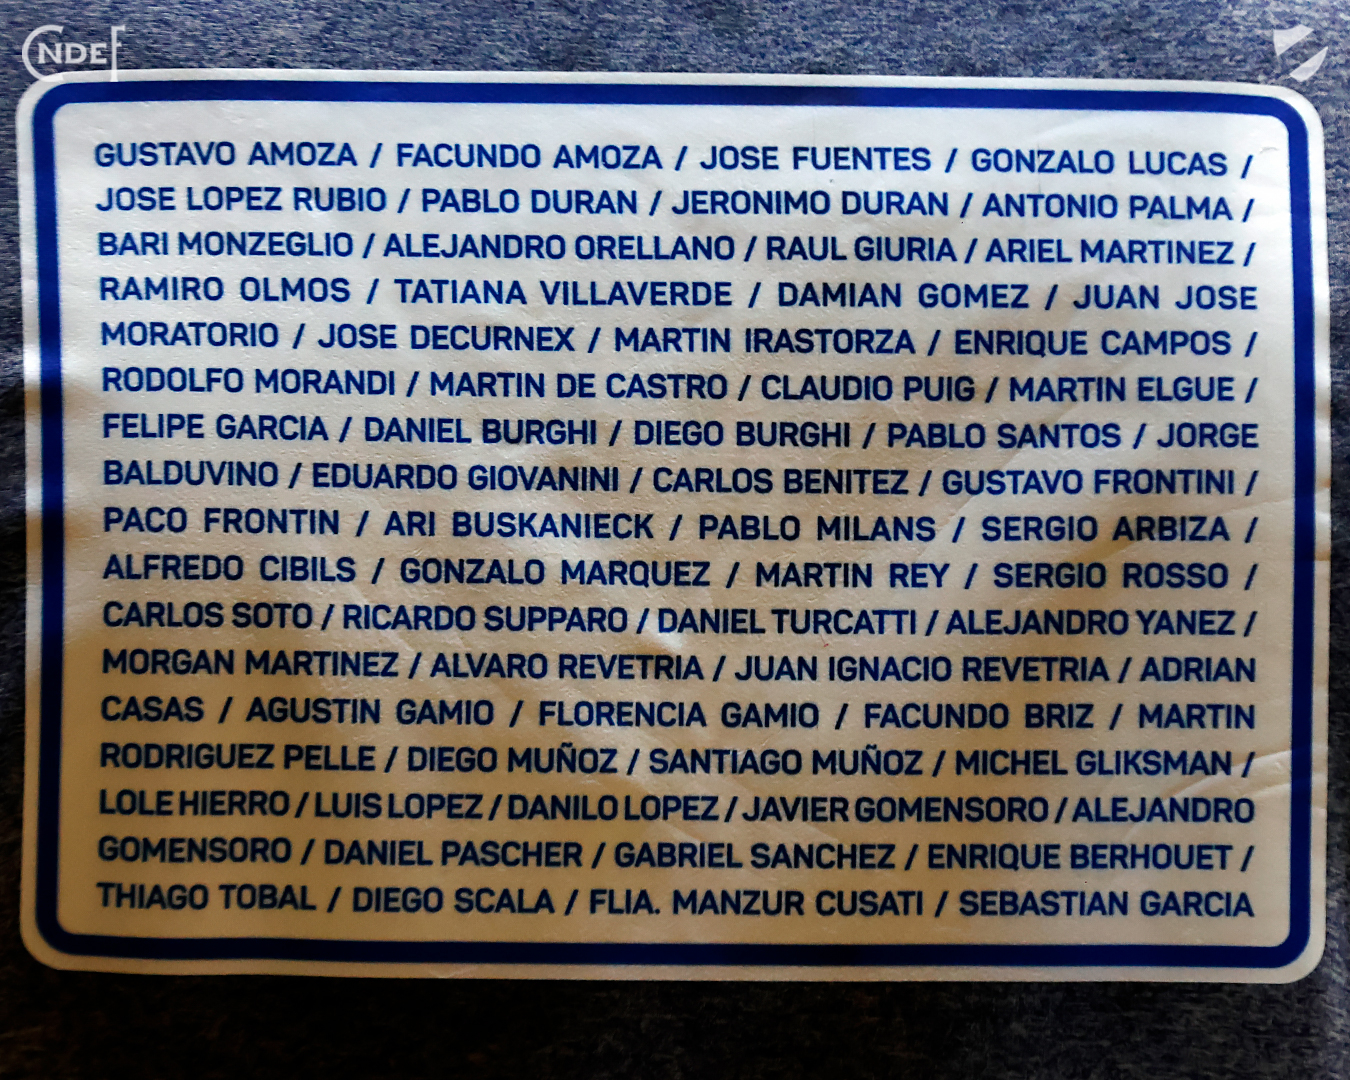 CNDEF
GUSTAVO AMOZA / FACUNDO AMOZA / JOSE FUENTES / GONZALO LUCAS /
JOSE LOPEZ RUBIO / PABLO DURAN / JERONIMO DURAN / ANTONIO PALMA /
BARI MONZEGLIO / ALEJANDRO ORELLANO / RAUL GIURIA / ARIEL MARTINEZ /
RAMIRO OLMOS / TATIANA VILLAVERDE / DAMIAN GOMEZ / JUAN JOSE
MORATORIO / JOSE DECURNEX / MARTIN IRASTORZA / ENRIQUE CAMPOS /
RODOLFO MORANDI / MARTIN DE CASTRO / CLAUDIO PUIG / MARTIN ELGUE /
FELIPE GARCIA / DANIEL BURGHI / DIEGO BURGHI / PABLO SANTOS / JORGE
BALDUVINO / EDUARDO GIOVANINI / CARLOS BENITEZ / GUSTAVO FRONTINI /
PACO FRONTIN / ARI BUSKANIECK / PABLO MILANS / SERGIO ARBIZA /
ALFREDO CIBILS / GONZALO MARQUEZ / MARTIN REY / SERGIO ROSSO /
CARLOS SOTO / RICARDO SUPPARO / DANIEL TURCATTI / ALEJANDRO YANEZ /
MORGAN MARTINEZ / ALVARO REVETRIA / JUAN IGNACIO REVETRIA / ADRIAN
CASAS / AGUSTIN GAMIO / FLORENCIA GAMIO / FACUNDO BRIZ / MARTIN
RODRIGUEZ PELLE / DIEGO MUÑOZ / SANTIAGO MUÑOZ / MICHEL GLIKSMAN /
LOLE HIERRO / LUIS LOPEZ / DANILO LOPEZ / JAVIER GOMENSORO / ALEJANDRO
GOMENSORO / DANIEL PASCHER / GABRIEL SANCHEZ / ENRIQUE BERHOUET /
THIAGO TOBAL / DIEGO SCALA / FLIA. MANZUR CUSATI / SEBASTIAN GARCIA